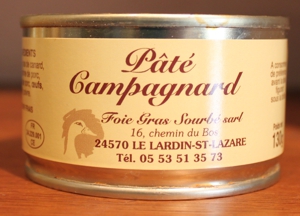 Pâté
Campagnard
Foie Gras Sourbé sarl
16, chemin du Bos
24570 LE LARDIN-ST-LAZARE
Tél. 05 53 51 35 73